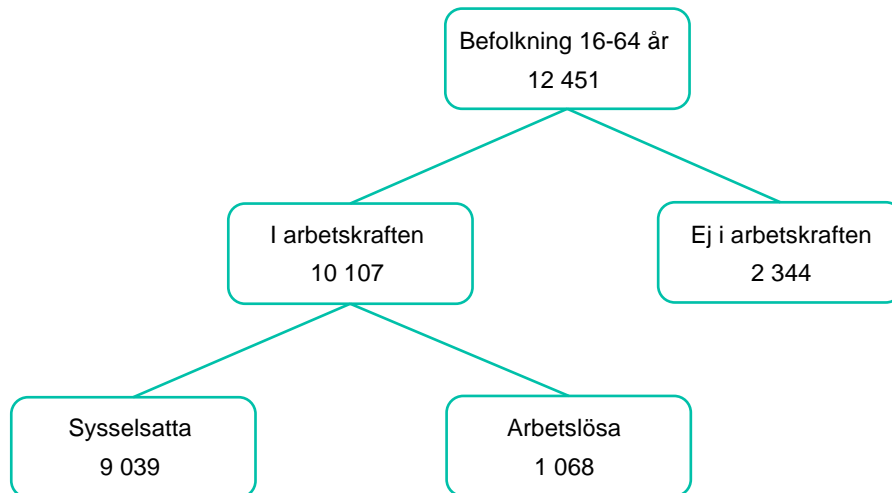 Befolkning 16-64 år
12 451
I arbetskraften
10 107
Ej i arbetskraften
2 344
Sysselsatta
9 039
Arbetslösa
1 068